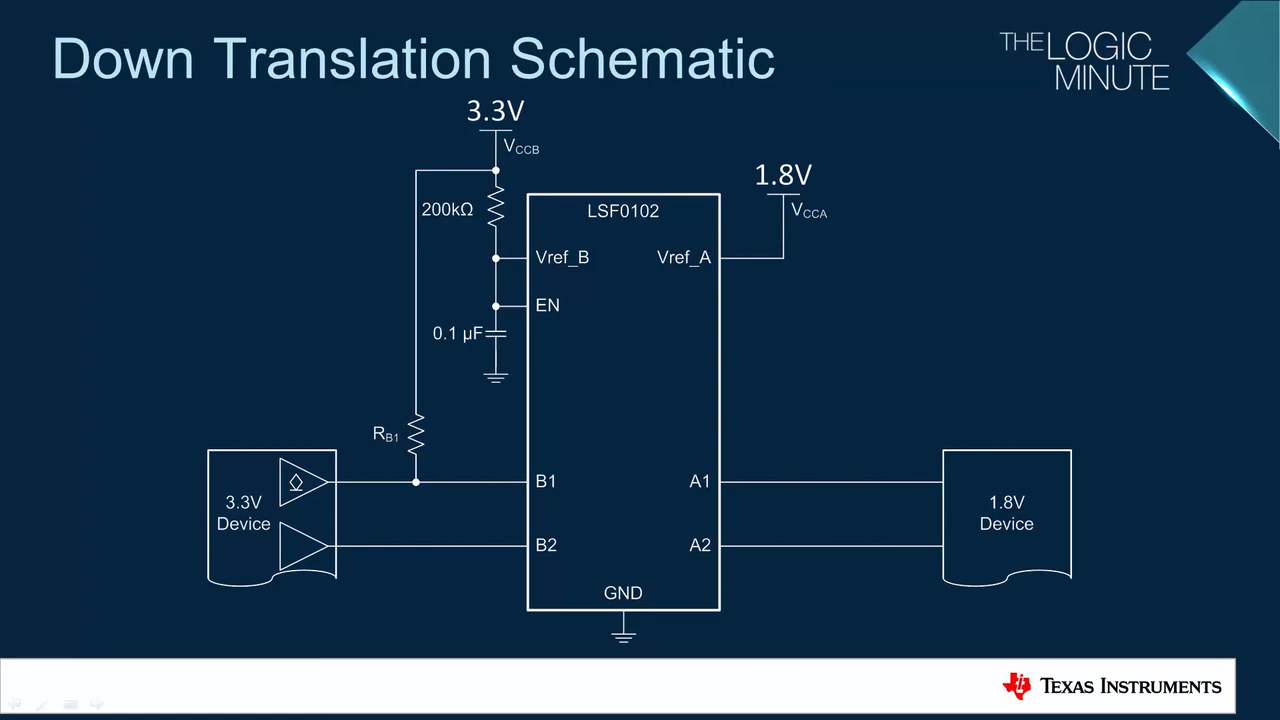 Down Translation Schematic
THE LOGIC
MINUTE
3.3V
VCCB
1.8V
VCCA
200kΩ
LSF0102
Vref_B
Vref_A
EN
0.1 µF
RB1
3.3V
Device
B1
A1
1.8V
Device
B2
A2
GND
TEXAS INSTRUMENTS